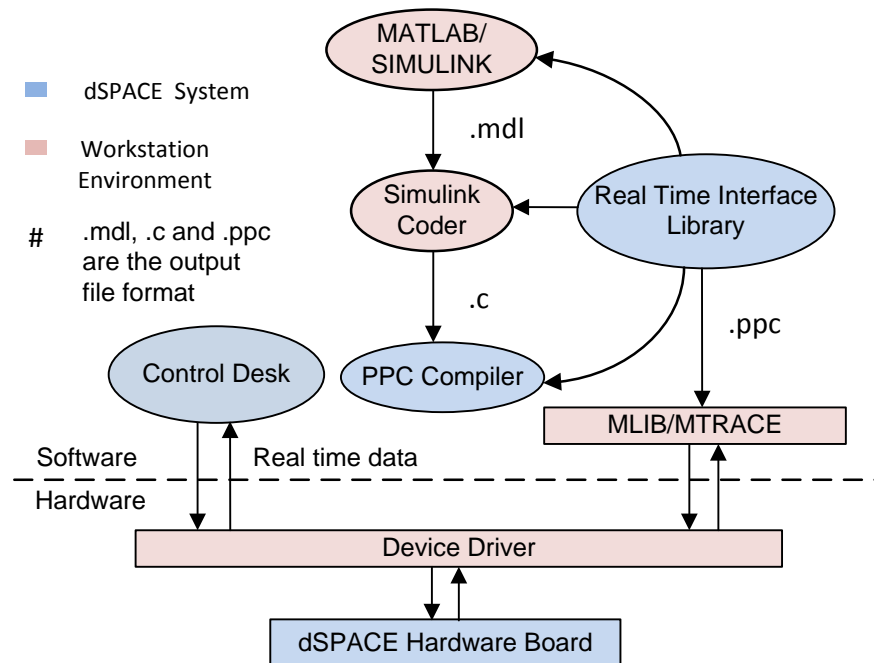 MATLAB/
SIMULINK
dSPACE System
.mdl
Workstation
Environment
Simulink
Coder
Real Time Interface
Library
# .mdl, .c and .ppc
are the output
file format
.c
.ppc
Control Desk
PPC Compiler
MLIB/MTRACE
Software
Real time data
Hardware
Device Driver
dSPACE Hardware Board